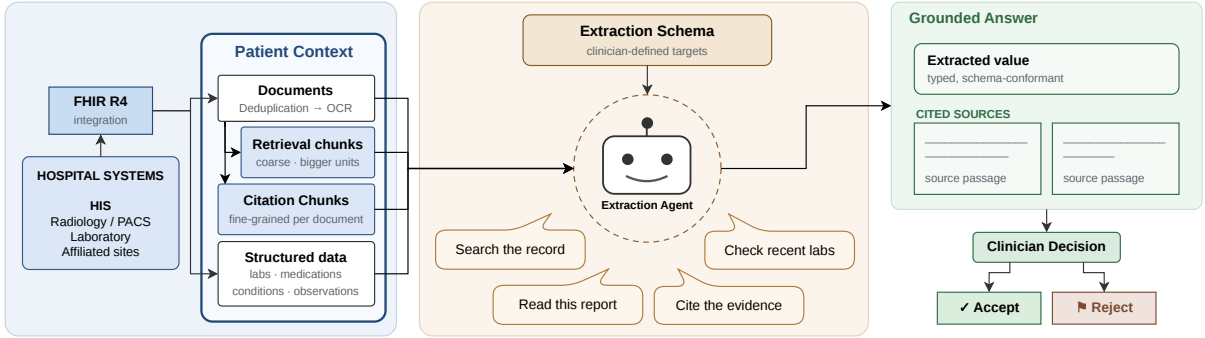 FHIR R4
integration
HOSPITAL SYSTEMS
HIS
Radiology / PACS
Laboratory
Affiliated sites
Patient Context
Documents
Deduplication → OCR
Retrieval chunks
coarse · bigger units
Citation Chunks
fine-grained per document
Structured data
labs · medications
conditions · observations
Extraction Schema
clinician-defined targets
Extraction Agent
Search the record
Check recent labs
Read this report
Cite the evidence
Grounded Answer
Extracted value
typed, schema-conformant
CITED SOURCES
source passage
source passage
Clinician Decision
✓ Accept
⚑ Reject